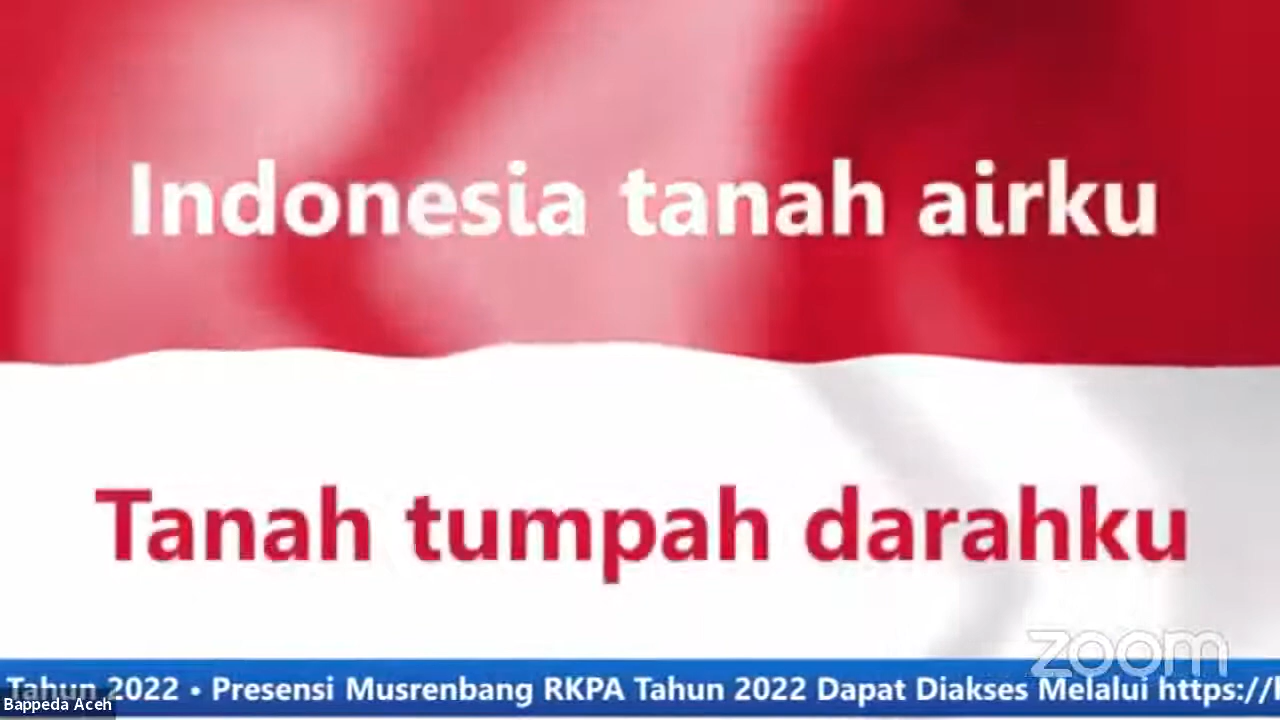 Indonesia tanah airku
Tanah tumpah darahku
zoom
Tahun 2022 • Presensi Musrenbang RKPA Tahun 2022 Dapat Diakses Melalui https://
Bappeda Aceh